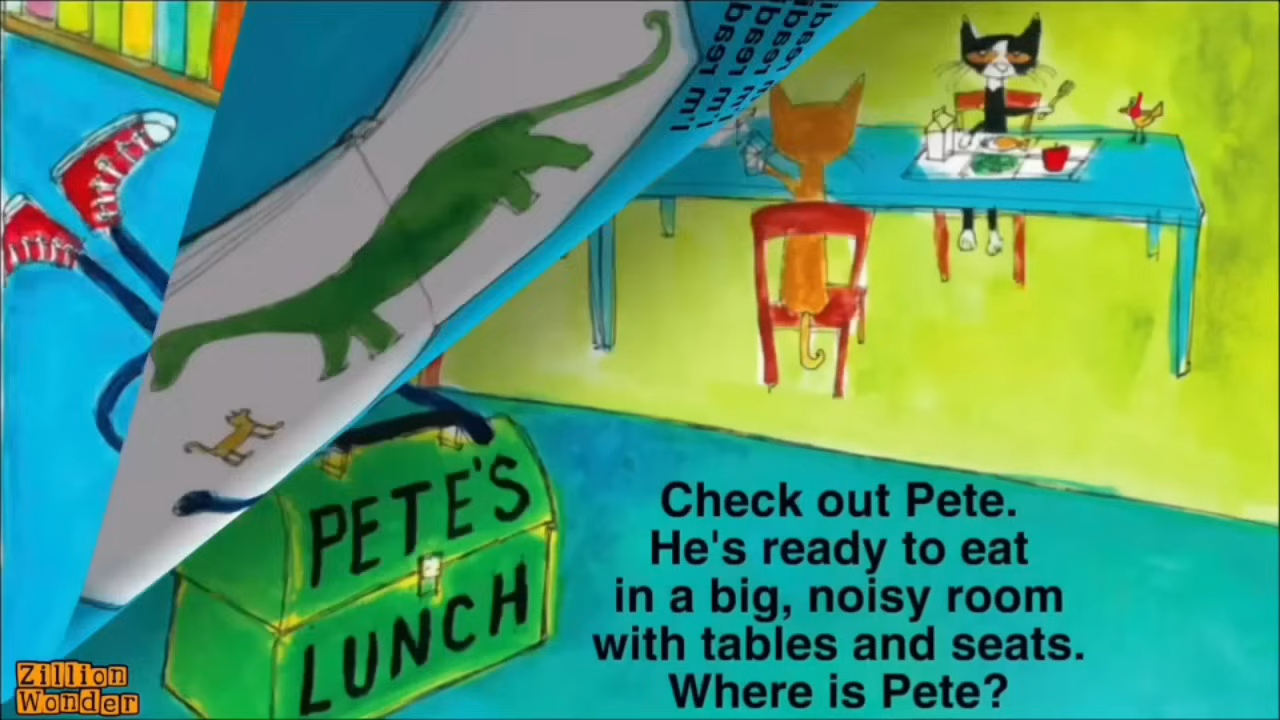 PETE'S
LUNCH
Check out Pete.
He's ready to eat
in a big, noisy room
with tables and seats.
Where is Pete?
Zillion
Wonder